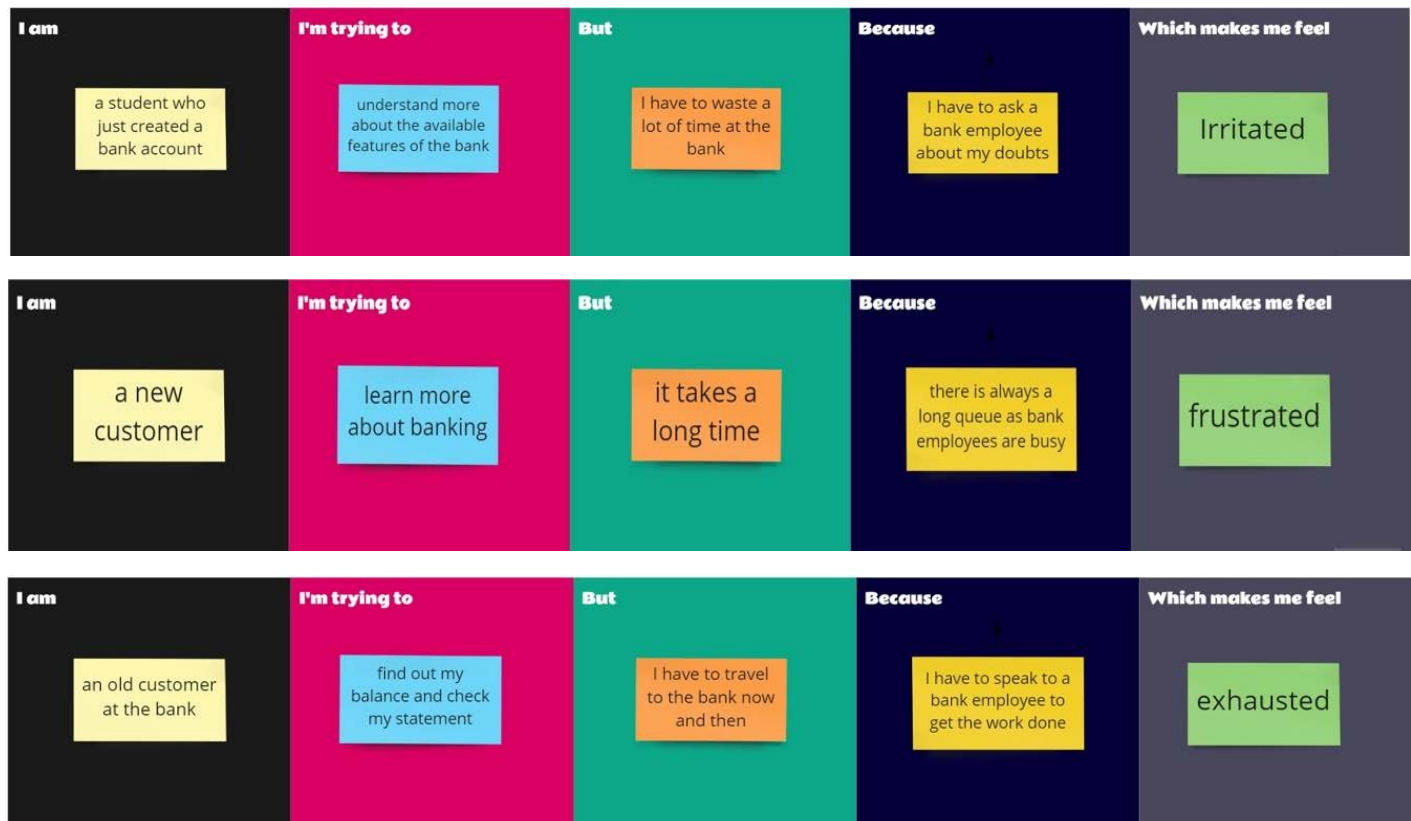 I am
I'm trying to
But
Because
Which makes me feel
a student who
just created a
bank account
understand more
about the available
features of the bank
I have to waste a
lot of time at the
bank
I have to ask a
bank employee
about my doubts
Irritated
I am
I'm trying to
But
Because
Which makes me feel
a new
customer
learn more
about banking
it takes a
long time
there is always a
long queue as bank
employees are busy
frustrated
I am
I'm trying to
But
Because
Which makes me feel
an old customer
at the bank
find out my
balance and check
my statement
I have to travel
to the bank now
and then
I have to speak to a
bank employee to
get the work done
exhausted